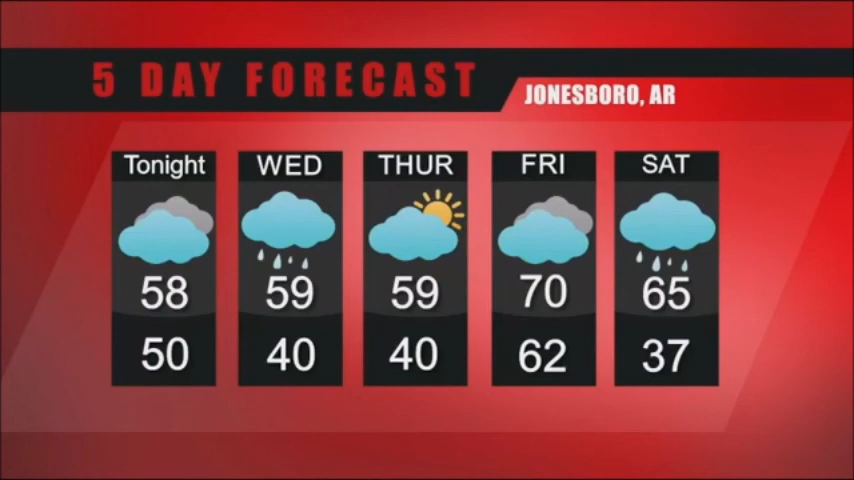 5 DAY FORECAST
JONESBORO, AR
Tonight WED THUR FRI SAT
58 59 59 70 65
50 40 40 62 37